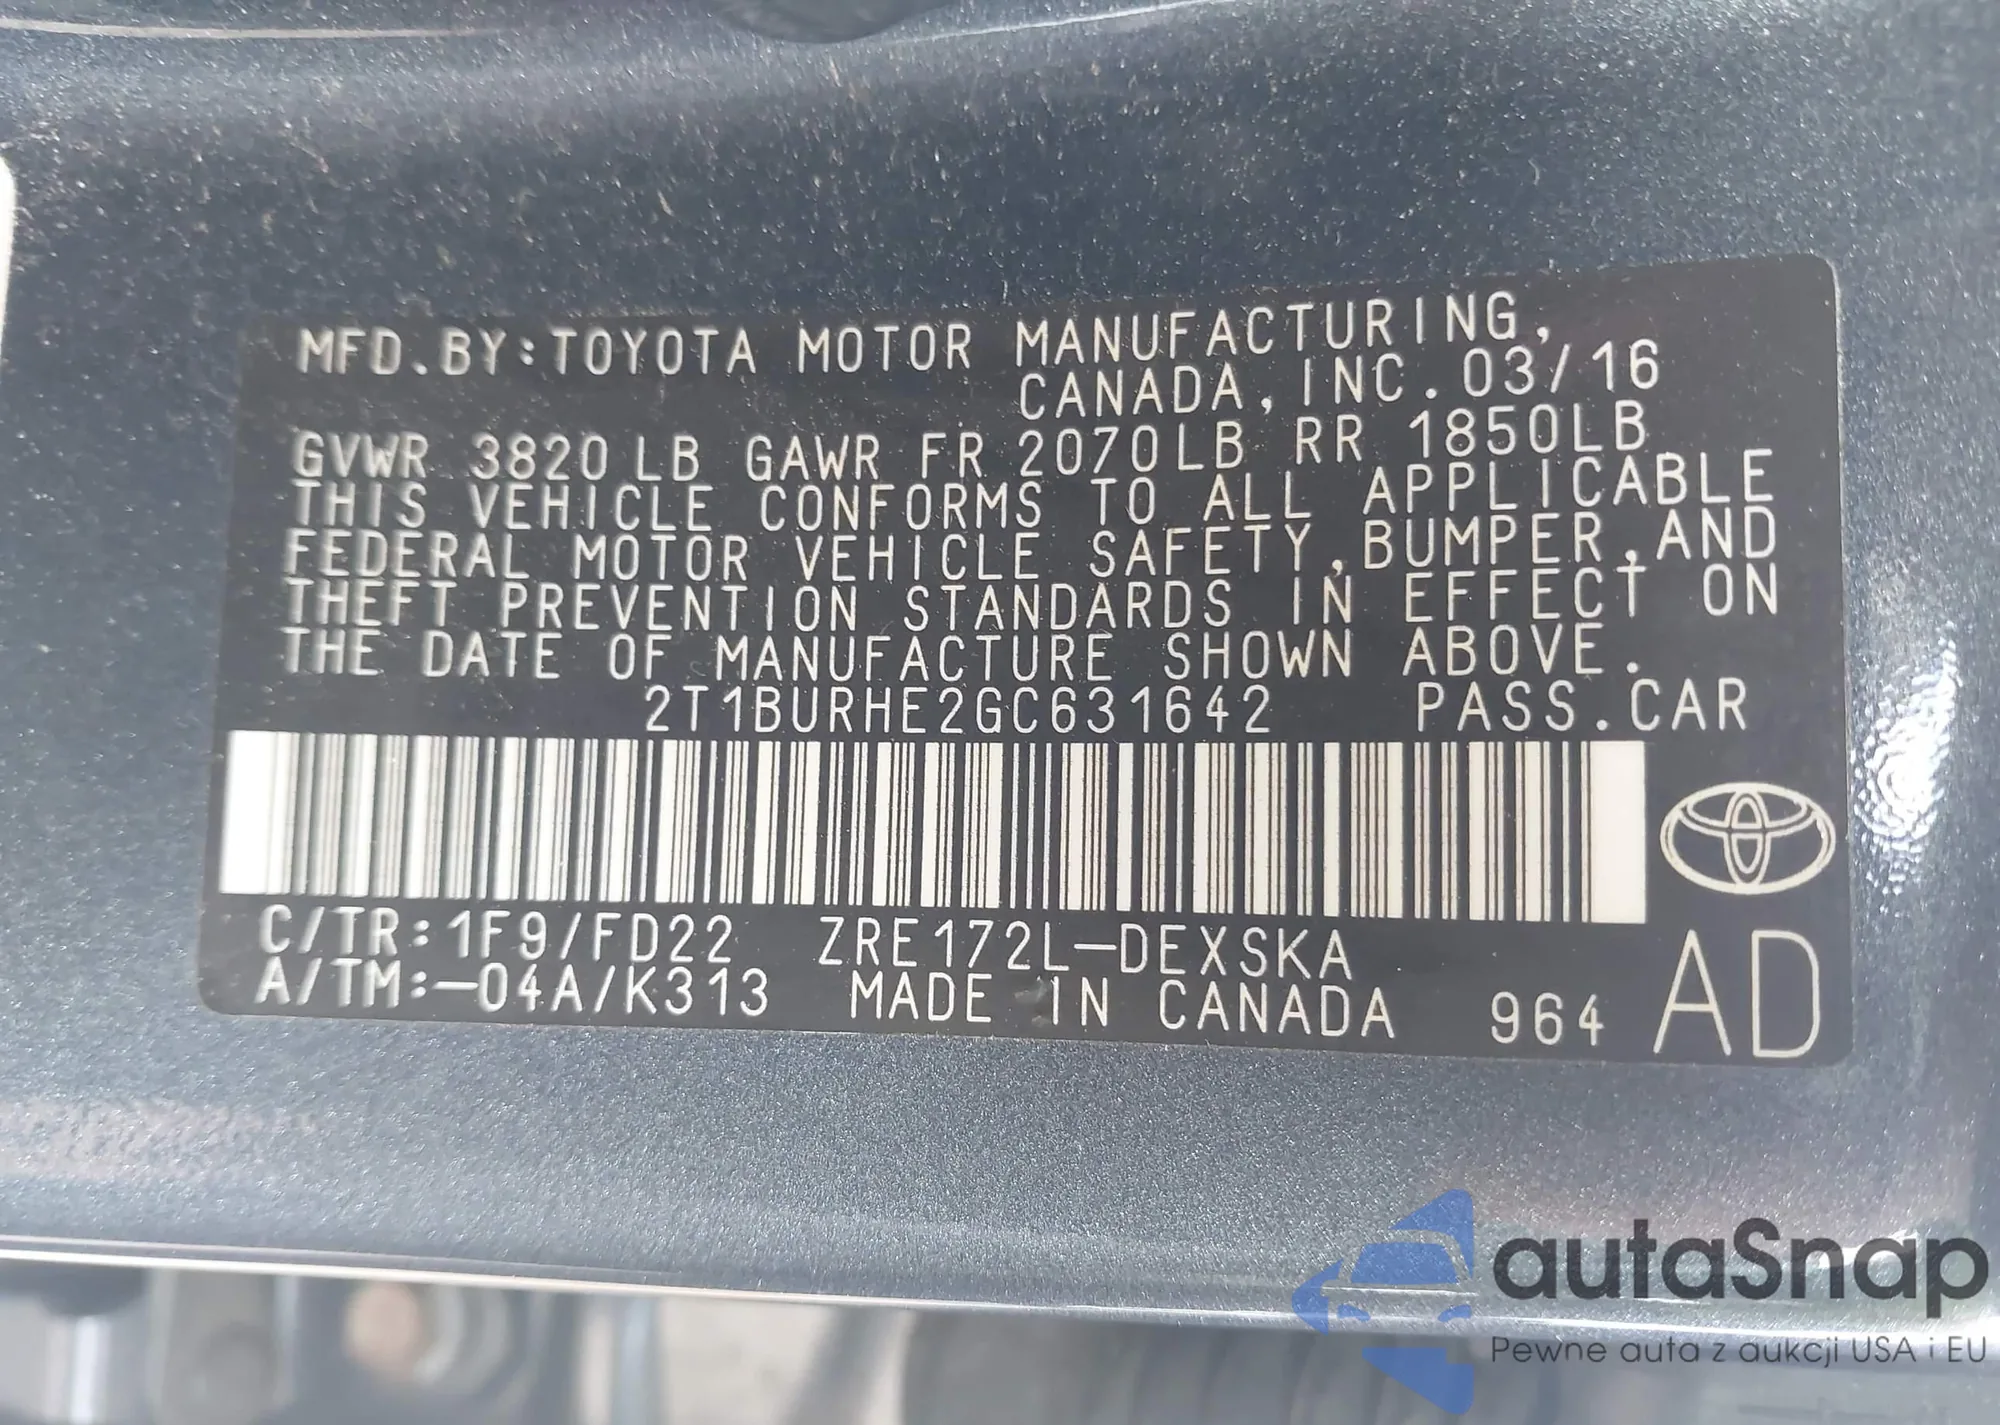 MFD.BY:TOYOTA MOTOR MANUFACTURING,
CANADA, INC. 03/16
GVWR 3820LB GAWR FR 2070LB RR 1850LB
THIS VEHICLE CONFORMS TO ALL APPLICABLE
FEDERAL MOTOR VEHICLE SAFETY,BUMPER,AND
THEFT PREVENTION STANDARDS IN EFFECT ON
THE DATE OF MANUFACTURE SHOWN ABOVE.
2T1BURHE2GC631642 PASS.CAR
C/TR:1F9/FD22 ZRE172L-DEXSKA
A/TM:-04A/K313 MADE IN CANADA 964 AD
autaSnap
Pewne auta z aukcji USA i EU